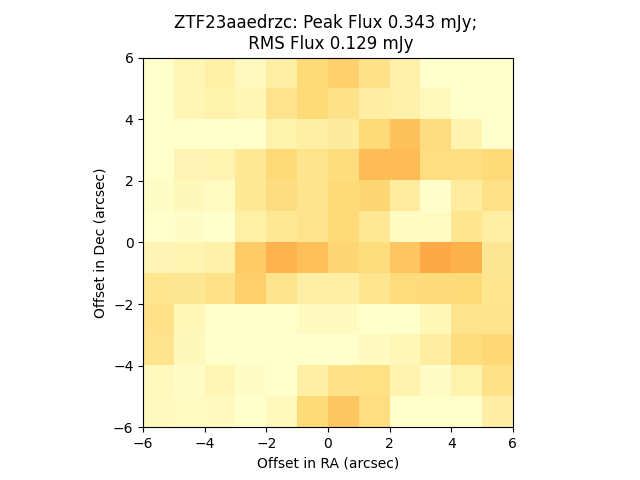 ZTF23aaedrzc: Peak Flux 0.343 mJy;
RMS Flux 0.129 mJy
6
4
2
0
−2
−4
−6
Offset in Dec (arcsec)
−6 −4 −2 0 2 4 6
Offset in RA (arcsec)